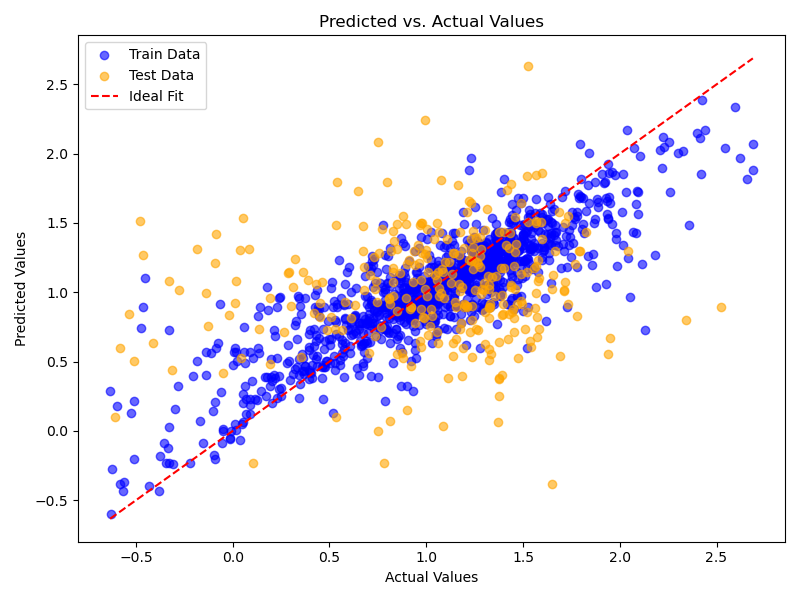 Predicted vs. Actual Values
Train Data
Test Data
Ideal Fit
Predicted Values
2.5
2.0
1.5
1.0
0.5
0.0
−0.5
−0.5
0.0
0.5
1.0
1.5
2.0
2.5
Actual Values